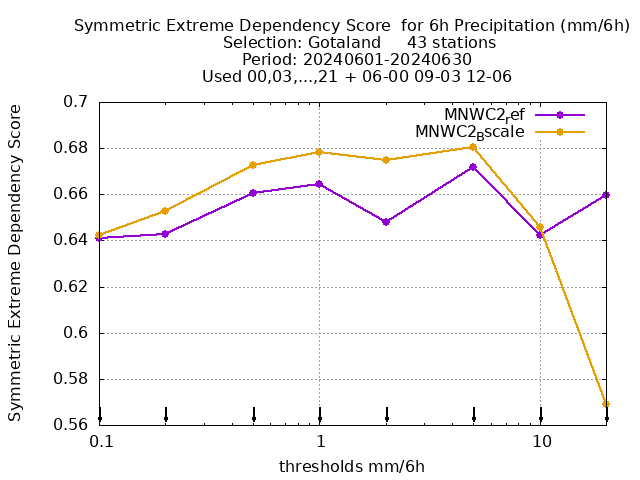 Symmetric Extreme Dependency Score  for 6h Precipitation (mm/6h)
Selection: Gotaland     43 stations
Period: 20240601-20240630
Used 00,03,...,21 + 06-00 09-03 12-06
MNWC2ref
MNWC2Bscale
Symmetric Extreme Dependency Score
0.7
0.68
0.66
0.64
0.62
0.6
0.58
0.56
0.1 1 10
thresholds mm/6h